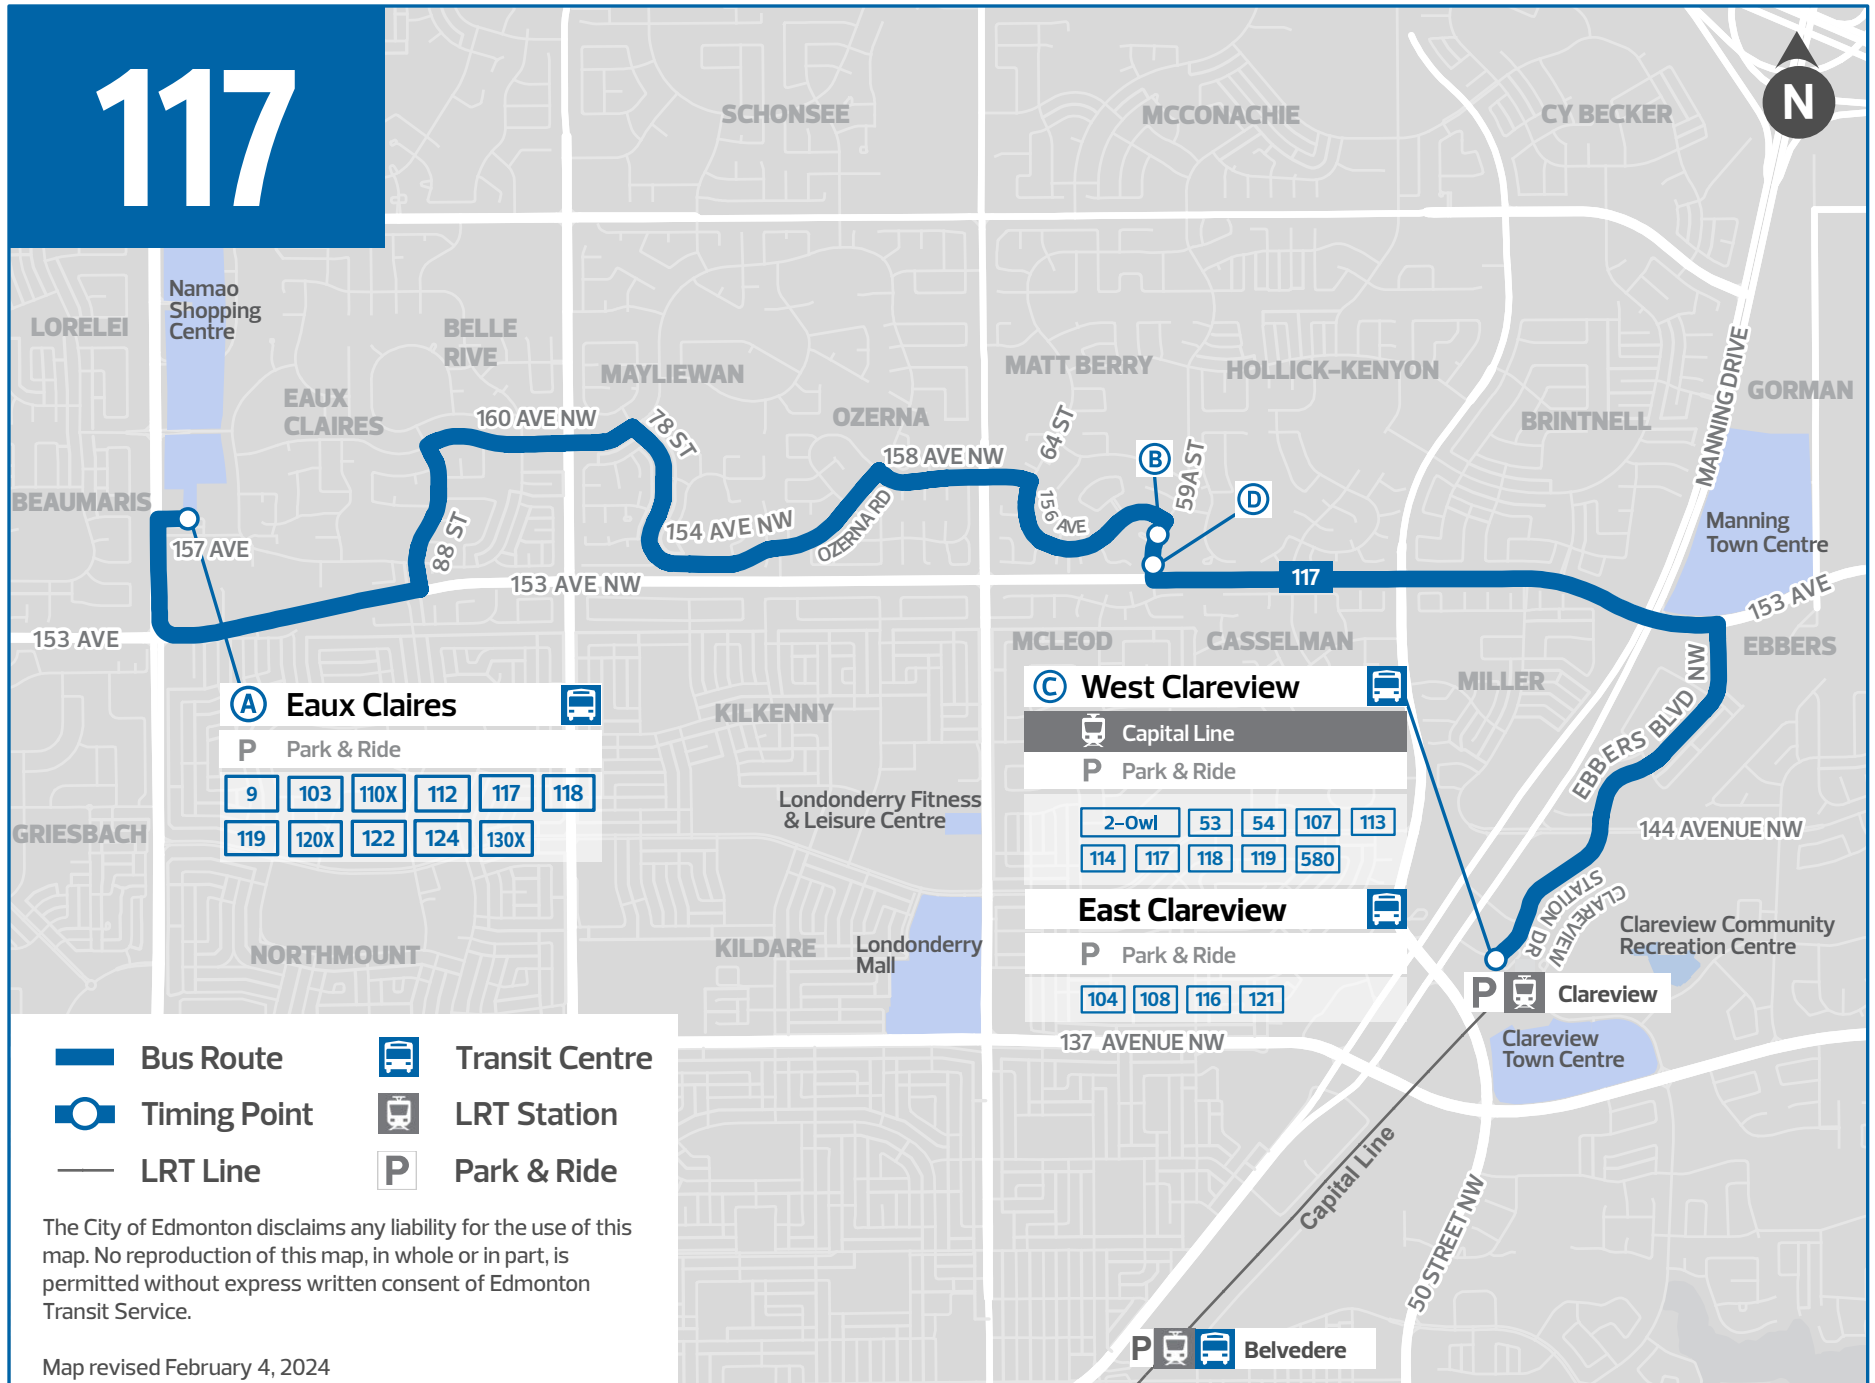 117
N
SCHONSEE
MCCONACHIE
CY BECKER
Namao
Shopping
Centre
LORELEI
BELLE
RIVE
EAUX
CLAIRES
MAYLIEWAN
OZERNA
MATT BERRY
HOLLICK-KENYON
BRINTNELL
GORMAN
MANNING DRIVE
BEAUMARIS
157 AVE
88 ST
160 AVE NW
78 ST
154 AVE NW
OZERNA RD
158 AVE NW
64 ST
156 AVE
B
59A ST
D
Manning
Town Centre
153 AVE
153 AVE NW
117
153 AVE
EBBERS
MCLEOD
CASSELMAN
MILLER
EBBERS BLVD NW
A Eaux Claires
P Park & Ride
9 103 110X 112 117 118
119 120X 122 124 130X
KILKENNY
C West Clareview
Capital Line
P Park & Ride
2-Owl 53 54 107 113
114 117 118 119 580
East Clareview
P Park & Ride
104 108 116 121
GRIESBACH
Londonderry Fitness
& Leisure Centre
144 AVENUE NW
CLAREVIEW
STATION DR
Clareview Community
Recreation Centre
NORTHMOUNT
KILDARE
Londonderry
Mall
P Clareview
Clareview
Town Centre
137 AVENUE NW
Capital Line
50 STREET NW
P Belvedere
Bus Route
Transit Centre
Timing Point
LRT Station
LRT Line
P Park & Ride
The City of Edmonton disclaims any liability for the use of this
map. No reproduction of this map, in whole or in part, is
permitted without express written consent of Edmonton
Transit Service.
Map revised February 4, 2024